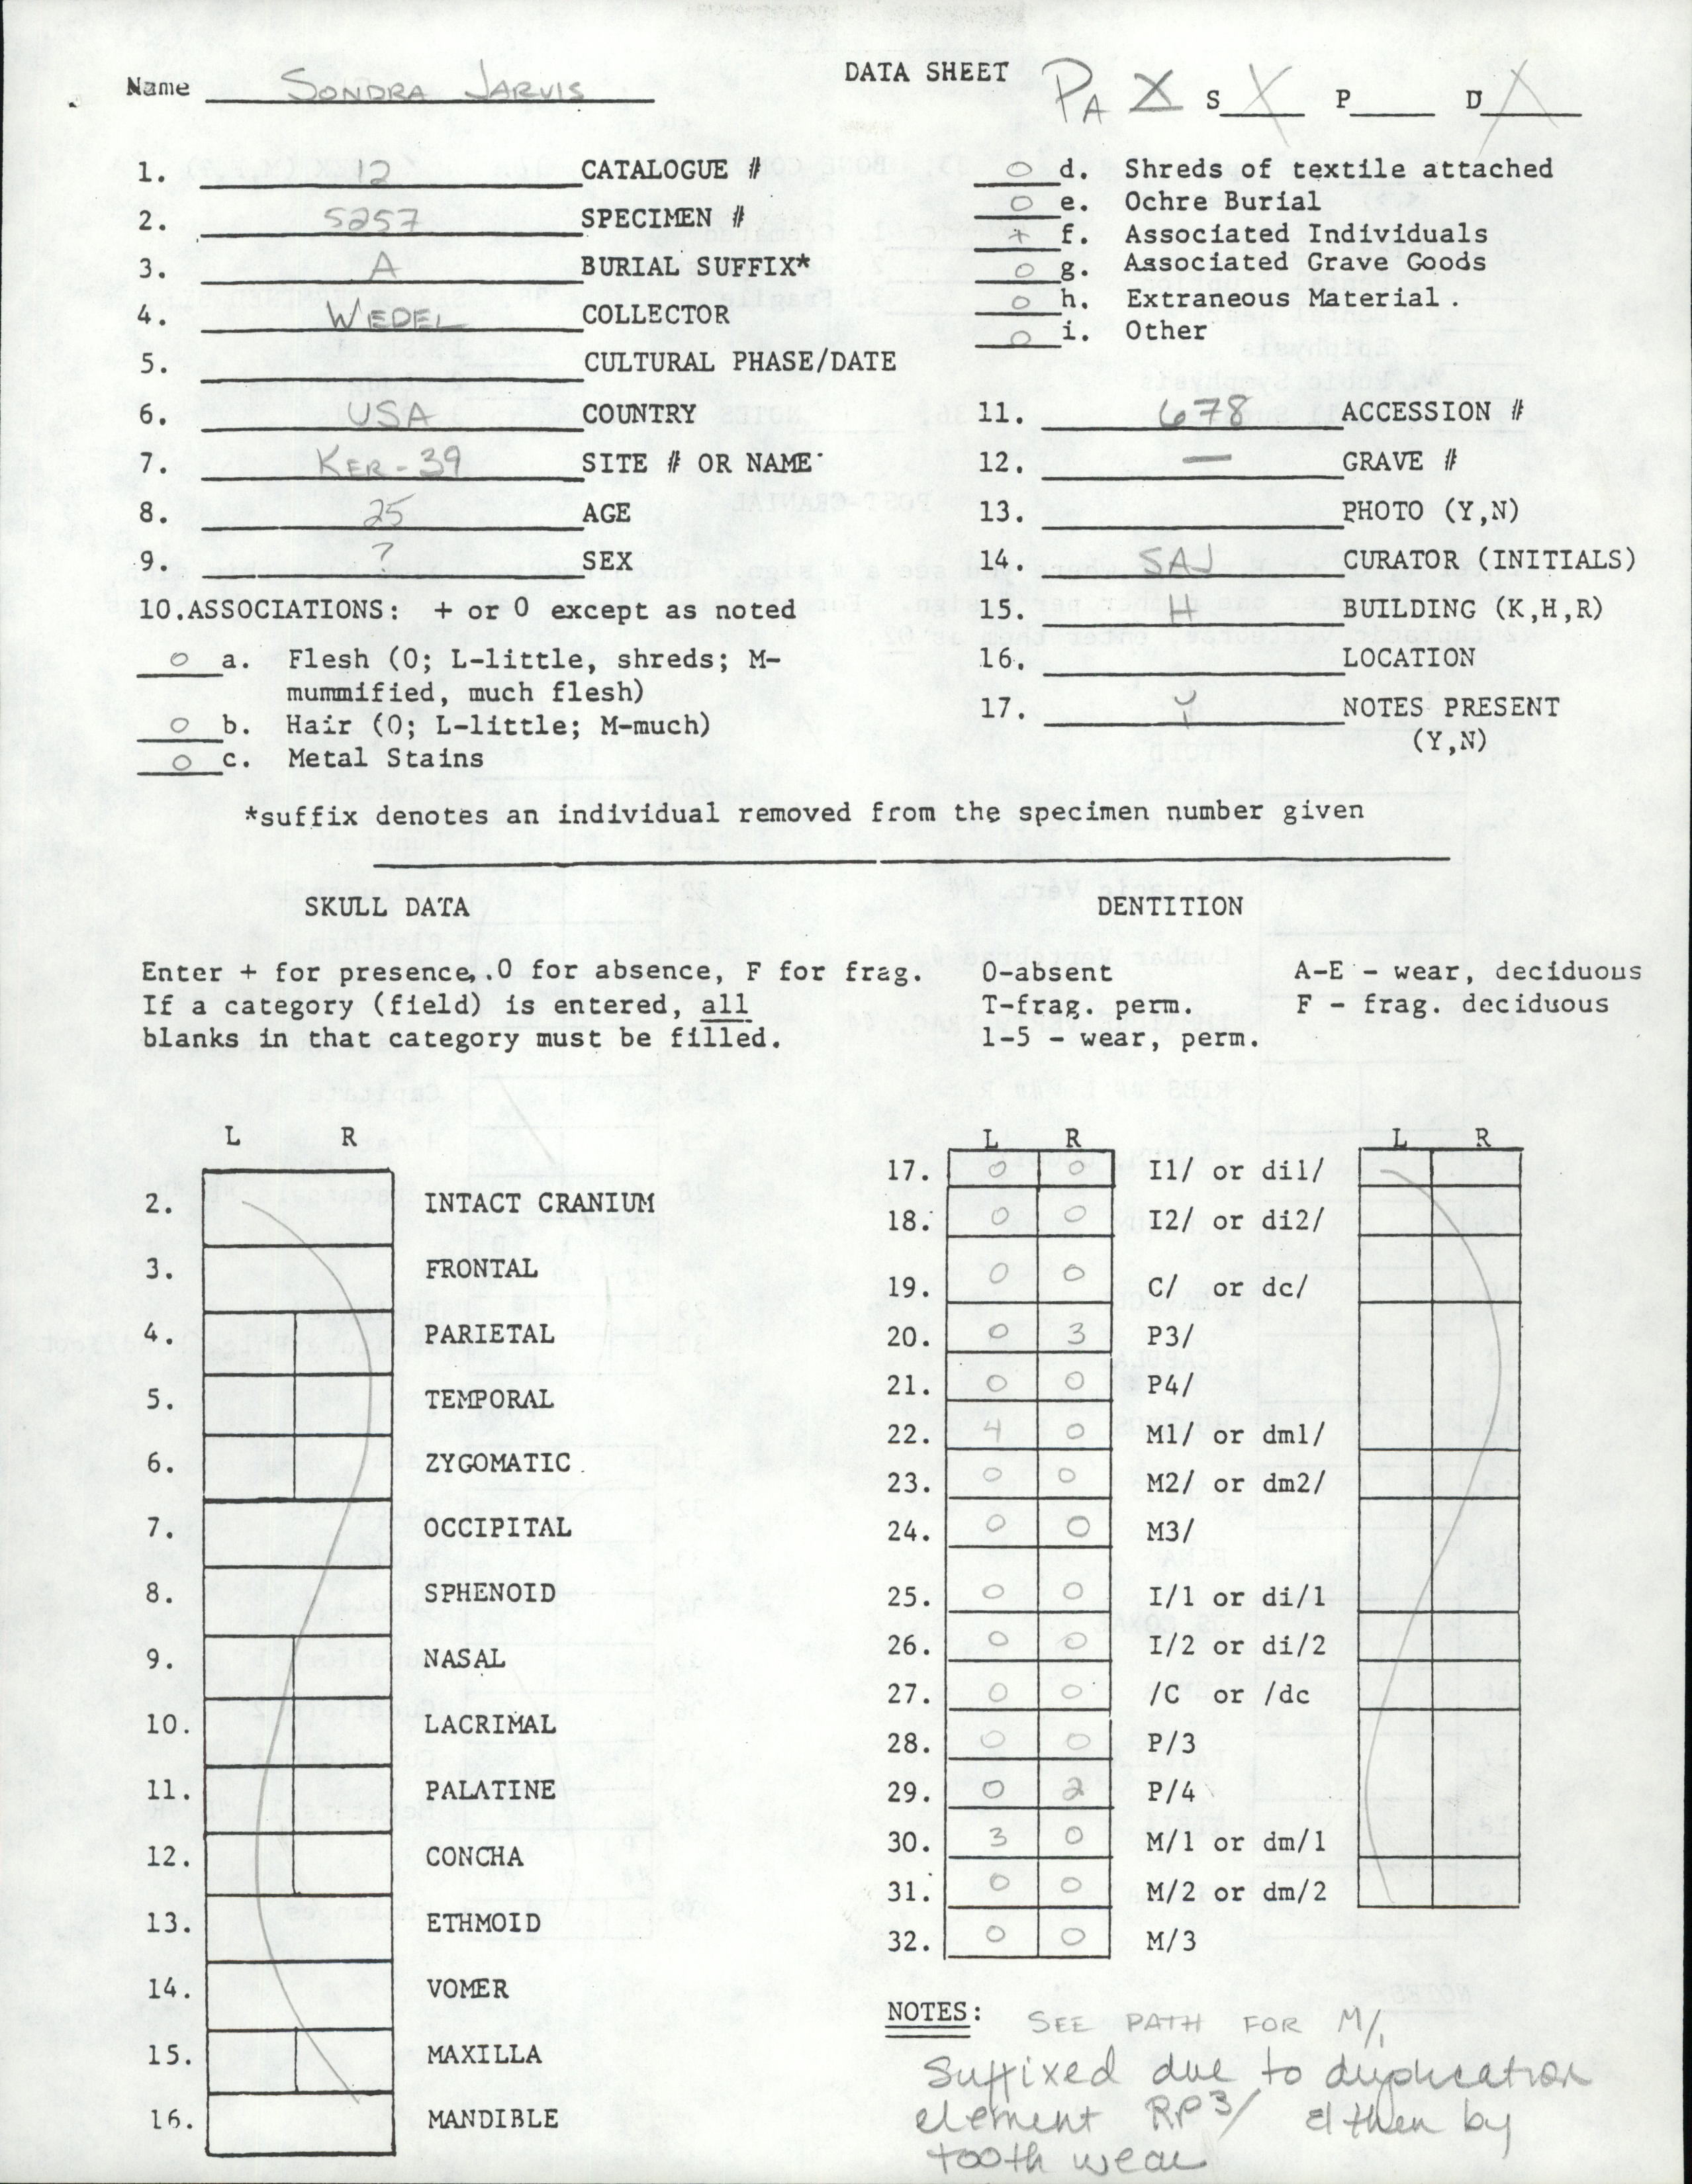 DATA SHEET
Name SONDRA JARVIS
PA X S X P D X
1. 12 CATALOGUE #
2. 5257 SPECIMEN #
3. A BURIAL SUFFIX*
4. WEDEL COLLECTOR
5. CULTURAL PHASE/DATE
6. USA COUNTRY
7. KER-39 SITE # OR NAME
8. 25 AGE
9. ? SEX
10. ASSOCIATIONS: + or 0 except as noted
0 a. Flesh (0; L-little, shreds; M-
mummified, much flesh)
0 b. Hair (0; L-little; M-much)
0 c. Metal Stains
0 d. Shreds of textile attached
0 e. Ochre Burial
+ f. Associated Individuals
0 g. Associated Grave Goods
0 h. Extraneous Material.
0 i. Other
11. 678 ACCESSION #
12. — GRAVE #
13. PHOTO (Y,N)
14. SAJ CURATOR (INITIALS)
15. H BUILDING (K,H,R)
16. LOCATION
17. Y NOTES PRESENT
(Y,N)
*suffix denotes an individual removed from the specimen number given
SKULL DATA
Enter + for presence, .0 for absence, F for frag.
If a category (field) is entered, all
blanks in that category must be filled.
L R
2. INTACT CRANIUM
3. FRONTAL
4. PARIETAL
5. TEMPORAL
6. ZYGOMATIC
7. OCCIPITAL
8. SPHENOID
9. NASAL
10. LACRIMAL
11. PALATINE
12. CONCHA
13. ETHMOID
14. VOMER
15. MAXILLA
16. MANDIBLE
DENTITION
0-absent A-E - wear, deciduous
T-frag. perm. F - frag. deciduous
1-5 - wear, perm.
L R L R
17. 0 0 I1/ or di1/
18. 0 0 I2/ or di2/
19. 0 0 C/ or dc/
20. 0 3 P3/
21. 0 0 P4/
22. 4 0 M1/ or dm1/
23. 0 0 M2/ or dm2/
24. 0 0 M3/
25. 0 0 I/1 or di/1
26. 0 0 I/2 or di/2
27. 0 0 /C or /dc
28. 0 0 P/3
29. 0 2 P/4
30. 3 0 M/1 or dm/1
31. 0 0 M/2 or dm/2
32. 0 0 M/3
NOTES: SEE PATH FOR M/1
Suffixed due to duplication
element RP3/ & then by
tooth wear